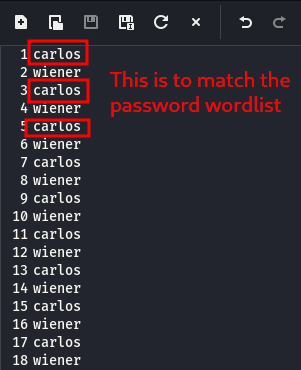 1 carlos
2 wiener
3 carlos
4 wiener
5 carlos
6 wiener
7 carlos
8 wiener
9 carlos
10 wiener
11 carlos
12 wiener
13 carlos
14 wiener
15 carlos
16 wiener
17 carlos
18 wiener
This is to match the
password wordlist